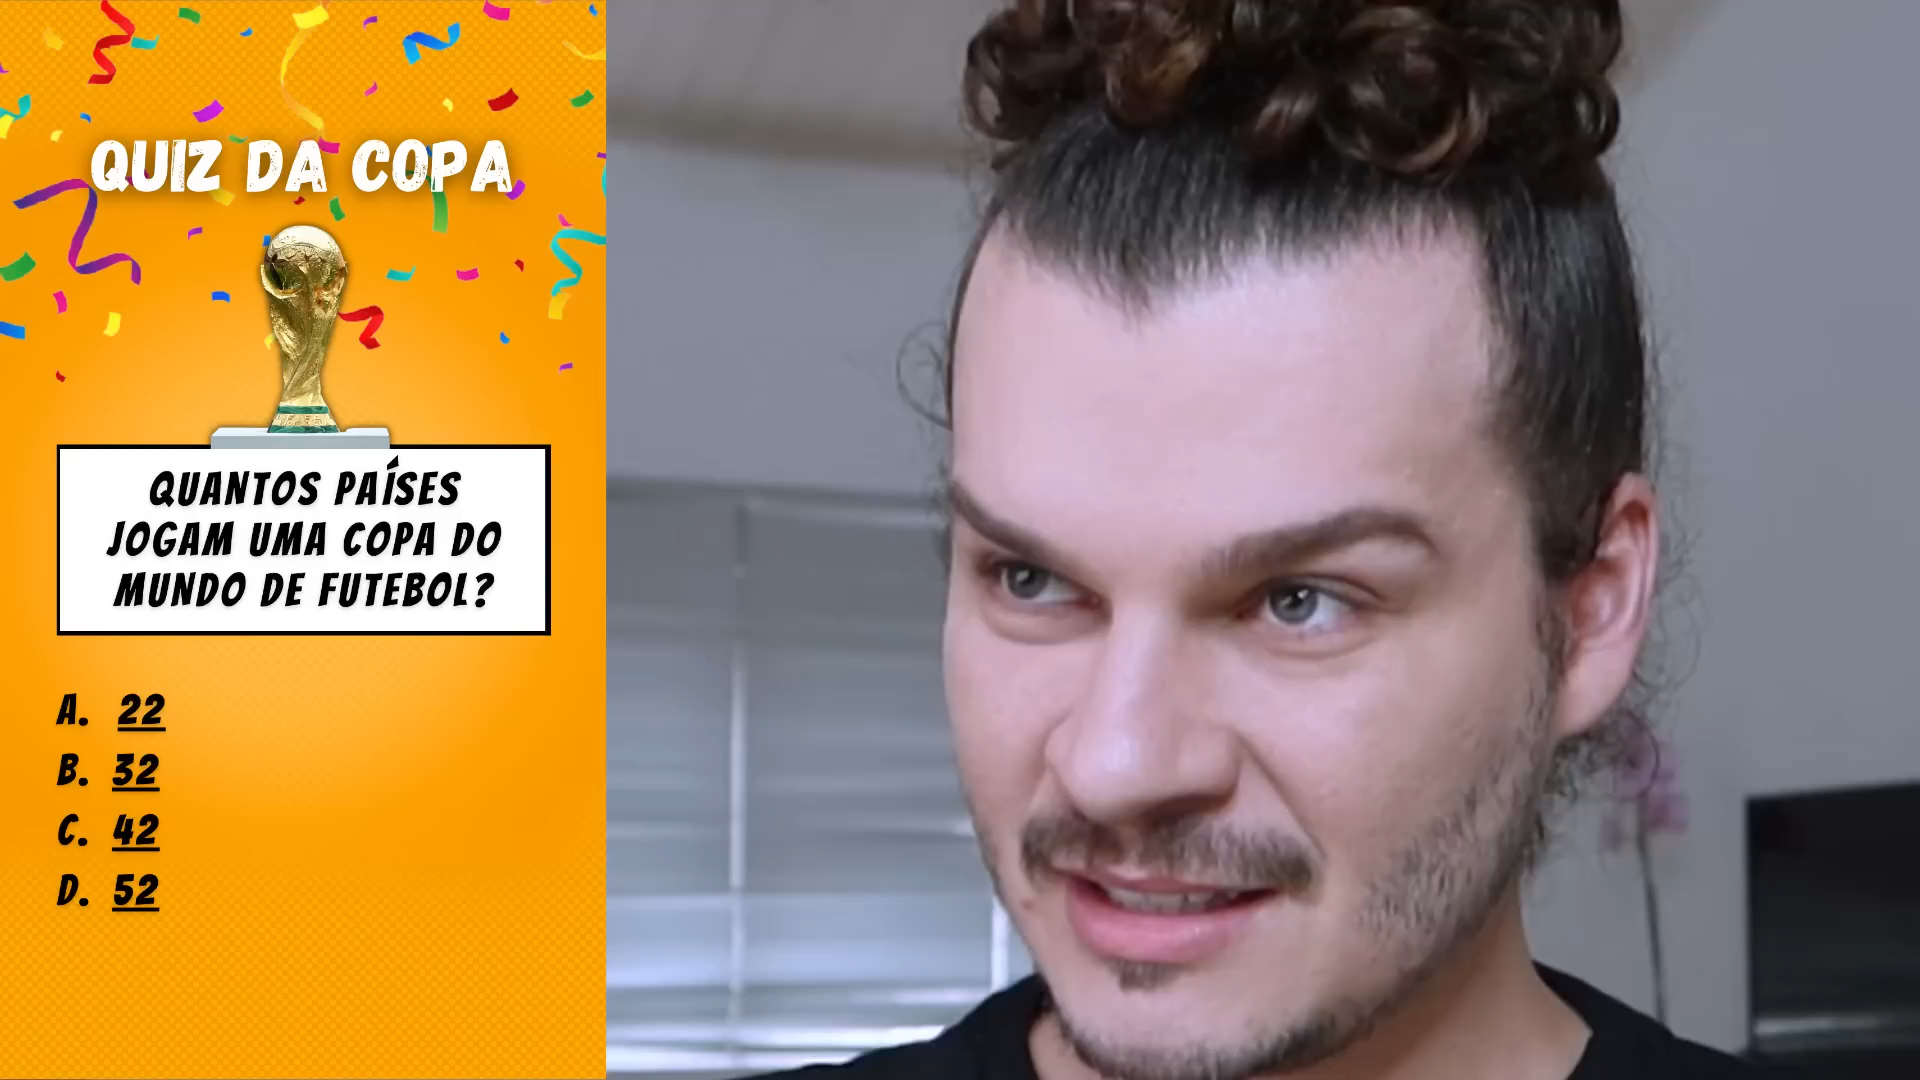 QUIZ DA COPA
QUANTOS PAÍSES
JOGAM UMA COPA DO
MUNDO DE FUTEBOL?
A. 22
B. 32
C. 42
D. 52